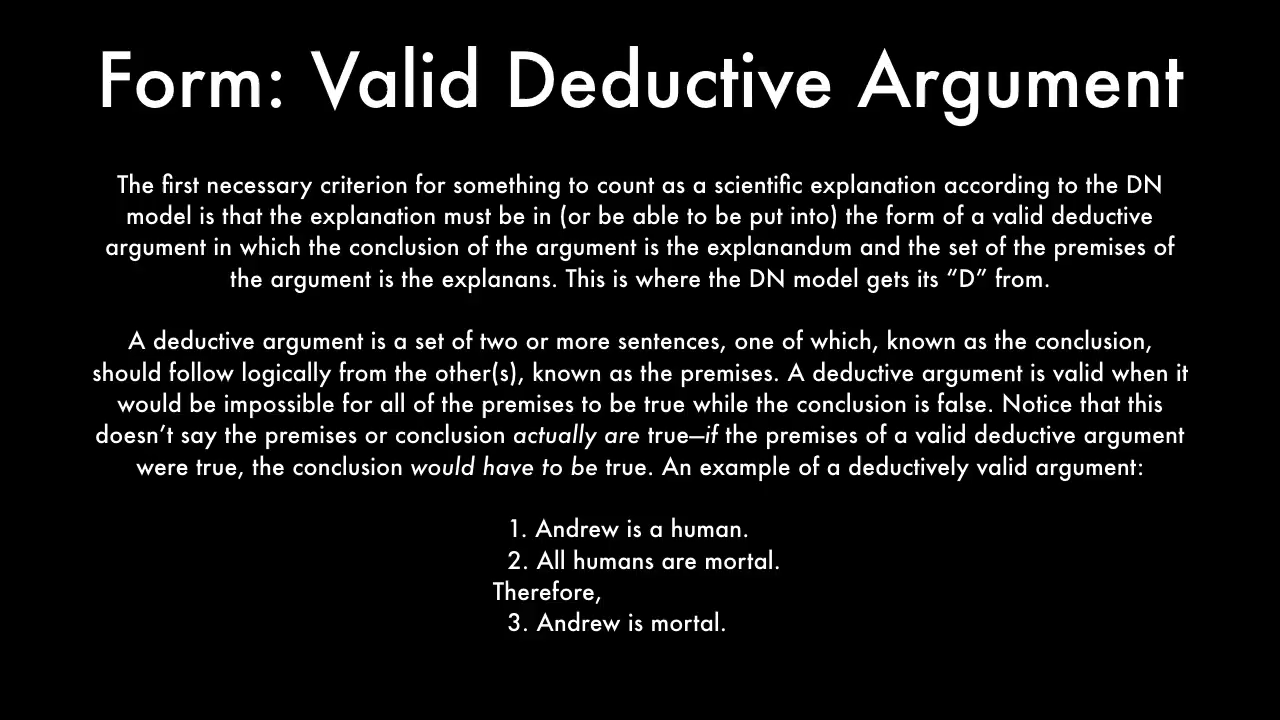 Form: Valid Deductive Argument
The first necessary criterion for something to count as a scientific explanation according to the DN
model is that the explanation must be in (or be able to be put into) the form of a valid deductive
argument in which the conclusion of the argument is the explanandum and the set of the premises of
the argument is the explanans. This is where the DN model gets its “D” from.
A deductive argument is a set of two or more sentences, one of which, known as the conclusion,
should follow logically from the other(s), known as the premises. A deductive argument is valid when it
would be impossible for all of the premises to be true while the conclusion is false. Notice that this
doesn’t say the premises or conclusion actually are true—if the premises of a valid deductive argument
were true, the conclusion would have to be true. An example of a deductively valid argument:
1. Andrew is a human.
2. All humans are mortal.
Therefore,
3. Andrew is mortal.